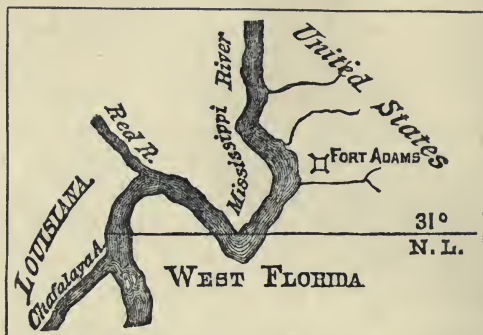 United States
Mississippi River
Red R.
FORT ADAMS
31°
N. L.
LOUISIANA
Chafalaya A.
WEST FLORIDA